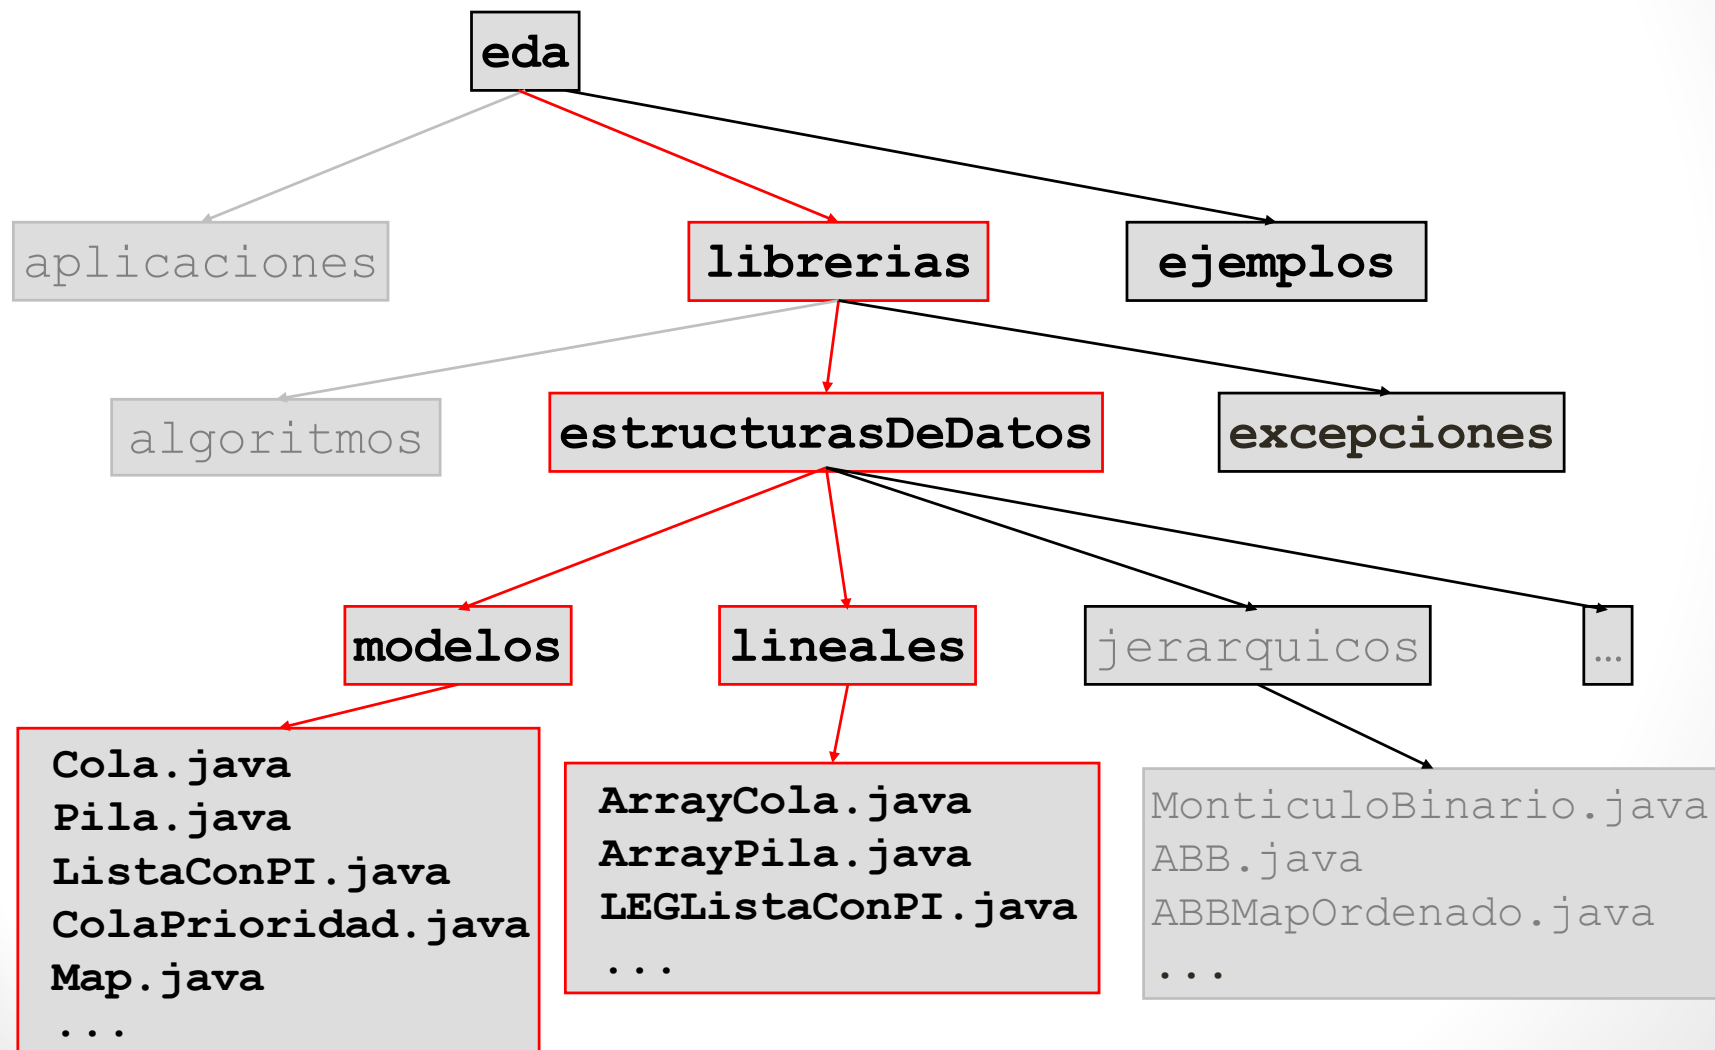 eda
aplicaciones
librerias
ejemplos
algoritmos
estructurasDeDatos
excepciones
modelos
lineales
jerarquicos
...
Cola.java
Pila.java
ListaConPI.java
ColaPrioridad.java
Map.java
...
ArrayCola.java
ArrayPila.java
LEGListaConPI.java
...
MonticuloBinario.java
ABB.java
ABBMapOrdenado.java
...